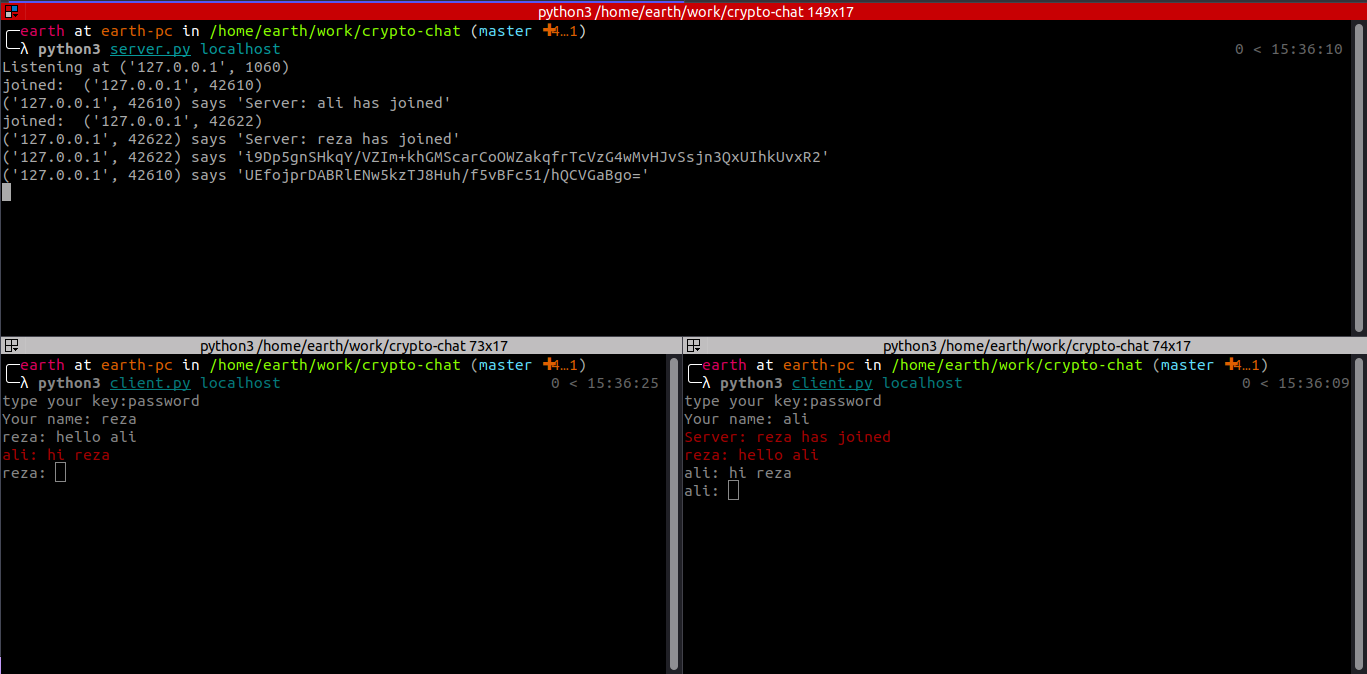 python3 /home/earth/work/crypto-chat 149x17
earth at earth-pc in /home/earth/work/crypto-chat (master ✚4…1)
λ python3 server.py localhost 0 < 15:36:10
Listening at ('127.0.0.1', 1060)
joined:  ('127.0.0.1', 42610)
('127.0.0.1', 42610) says 'Server: ali has joined'
joined:  ('127.0.0.1', 42622)
('127.0.0.1', 42622) says 'Server: reza has joined'
('127.0.0.1', 42622) says 'i9Dp5gnSHkqY/VZIm+khGMScarCoOWZakqfrTcVzG4wMvHJvSsjn3QxUIhkUvxR2'
('127.0.0.1', 42610) says 'UEfojprDABRlENw5kzTJ8Huh/f5vBFc51/hQCVGaBgo='
python3 /home/earth/work/crypto-chat 73x17
earth at earth-pc in /home/earth/work/crypto-chat (master ✚4…1)
λ python3 client.py localhost 0 < 15:36:25
type your key:password
Your name: reza
reza: hello ali
ali: hi reza
reza:
python3 /home/earth/work/crypto-chat 74x17
earth at earth-pc in /home/earth/work/crypto-chat (master ✚4…1)
λ python3 client.py localhost 0 < 15:36:09
type your key:password
Your name: ali
Server: reza has joined
reza: hello ali
ali: hi reza
ali: